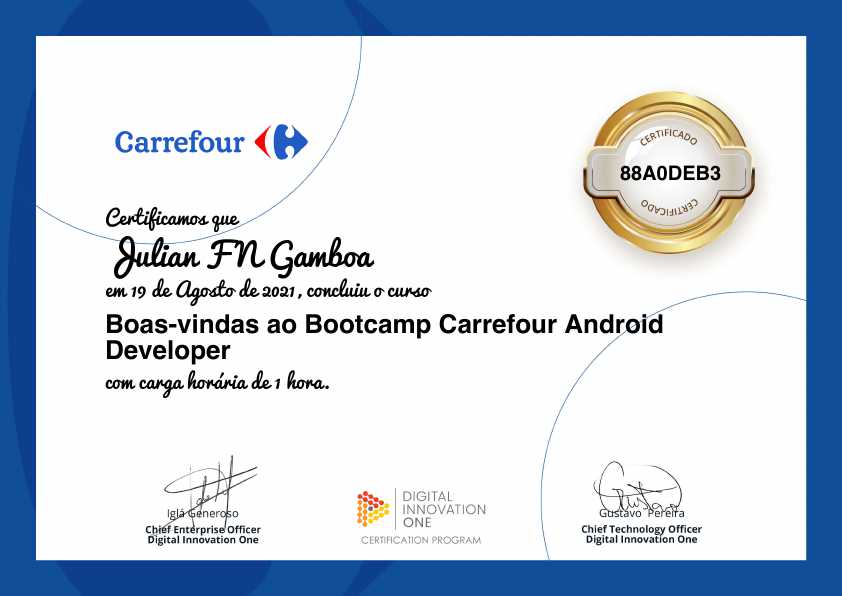 Carrefour
CERTIFICADO
88A0DEB3
CERTIFICADO
Certificamos que
Julian FN Gamboa
em 19 de Agosto de 2021, concluiu o curso
Boas-vindas ao Bootcamp Carrefour Android
Developer
com carga horária de 1 hora.
Iglá Generoso
Chief Enterprise Officer
Digital Innovation One
DIGITAL
INNOVATION
ONE
CERTIFICATION PROGRAM
Gustavo Pereira
Chief Technology Officer
Digital Innovation One